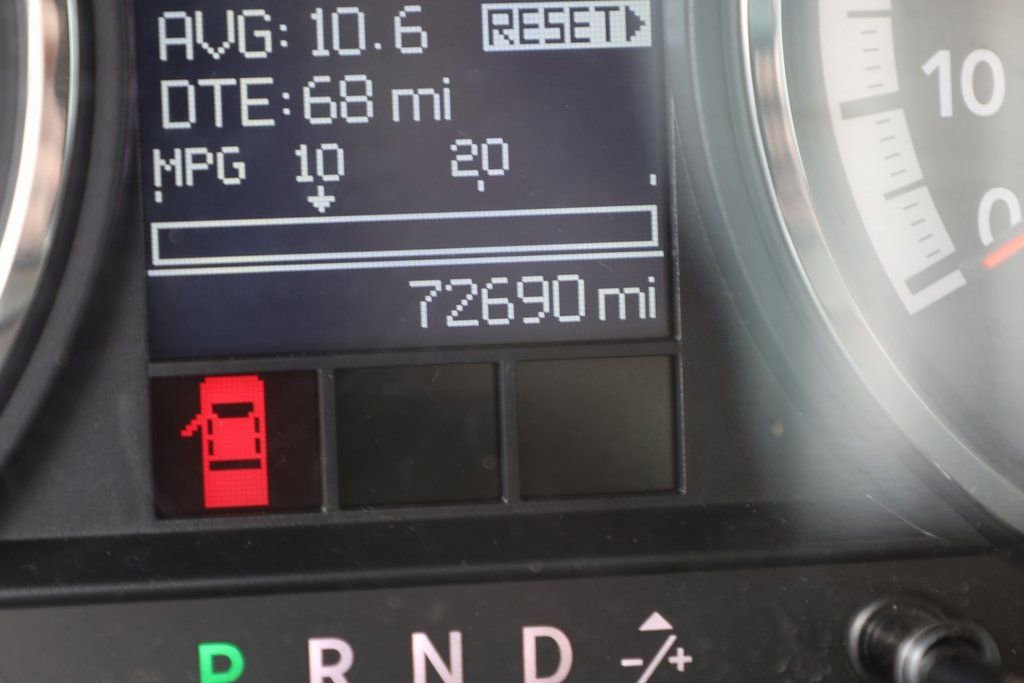 AVG: 10.6 RESET
DTE: 68 mi
MPG 10 20
72690 mi
10
0
P R N D -/+